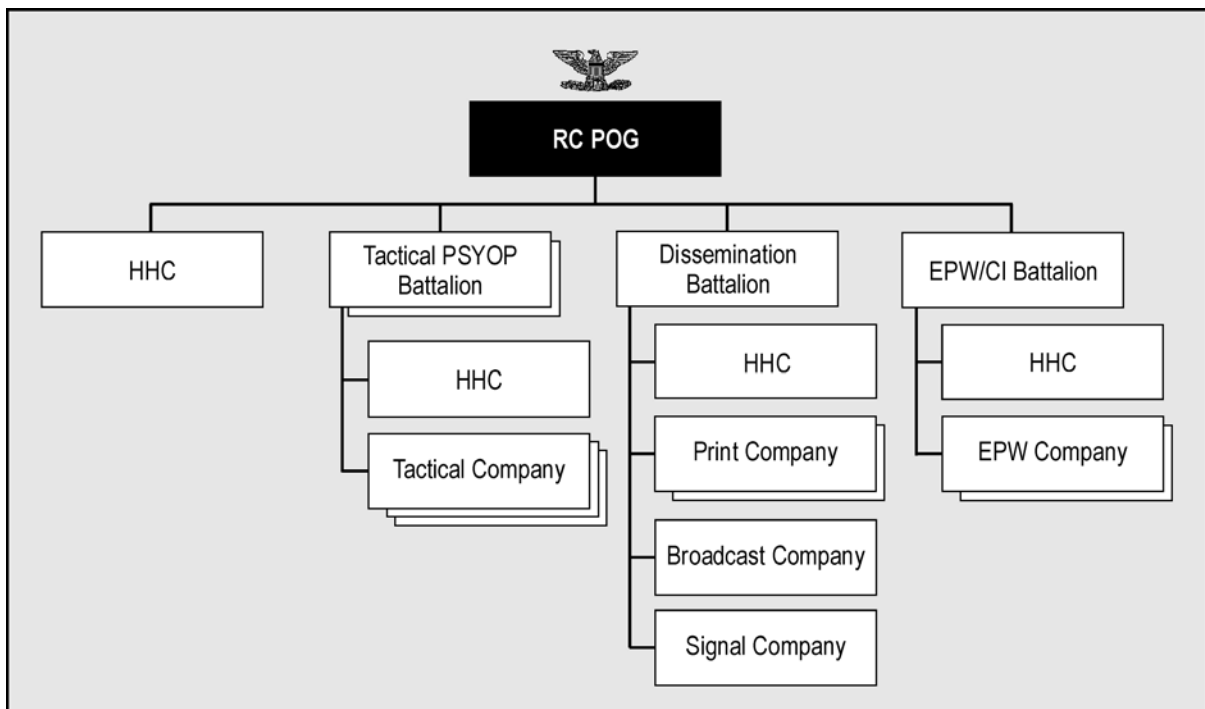 RC POG
HHC
Tactical PSYOP
Battalion
HHC
Tactical Company
Dissemination
Battalion
HHC
Print Company
Broadcast Company
Signal Company
EPW/CI Battalion
HHC
EPW Company